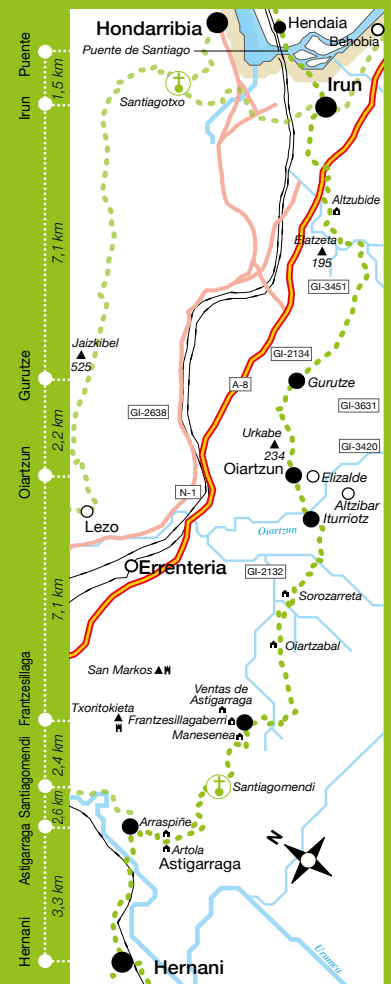 Puente
1,5 km
Irun
7,1 km
Gurutze
2,2
Oiartzun
7,1 km
Frantzesillaga
2,4
Santiagomendi
2,6 km
Astigarraga
3,3 km
Hernani
Hondarribia
Hendaia
Puente de Santiago
Behobia
Santiagotxo
Irun
Altzubide
Elatzeta
195
GI-3451
Jaizkibel
525
GI-2134
A-8
Gurutze
GI-2638
GI-3631
Urkabe
234
GI-3420
Oiartzun
Elizalde
Altzibar
N-1
Iturriotz
Lezo
Oiartzun
Errenteria
GI-2132
Sorozarreta
Oiartzabal
San Markos
Ventas de
Astigarraga
Txoritokieta
Frantzesillagaberri
Manesenea
Santiagomendi
Arraspiñe
Artola
Astigarraga
N
Hernani
Urumea